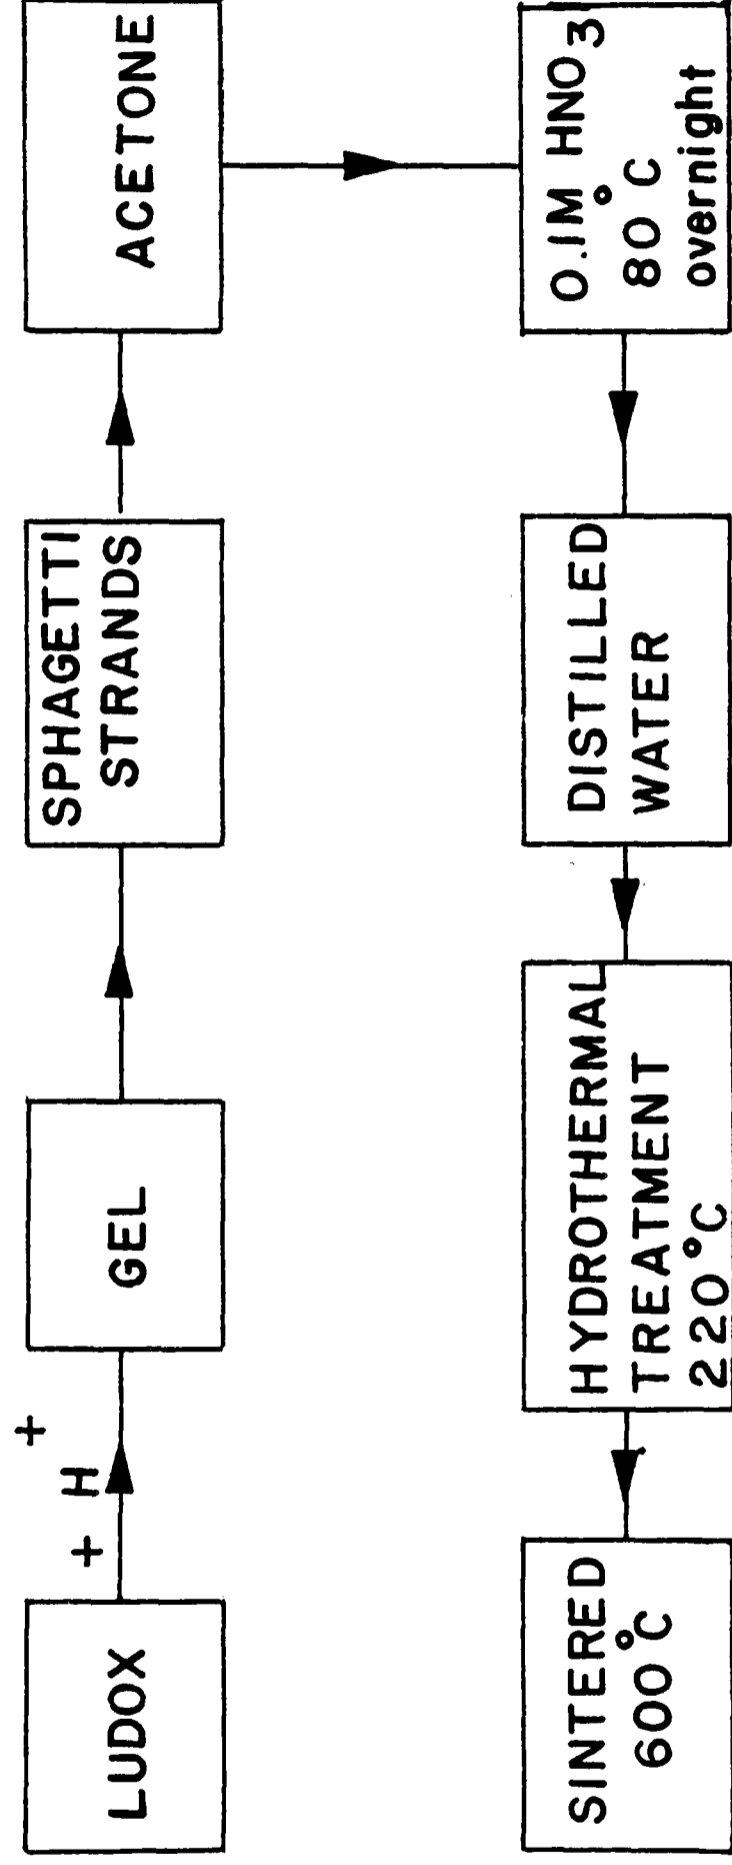 LUDOX
+ H+
GEL
SPHAGETTI
STRANDS
ACETONE
0.1M HNO3
80°C
overnight
DISTILLED
WATER
HYDROTHERMAL
TREATMENT
220°C
SINTERED
600°C